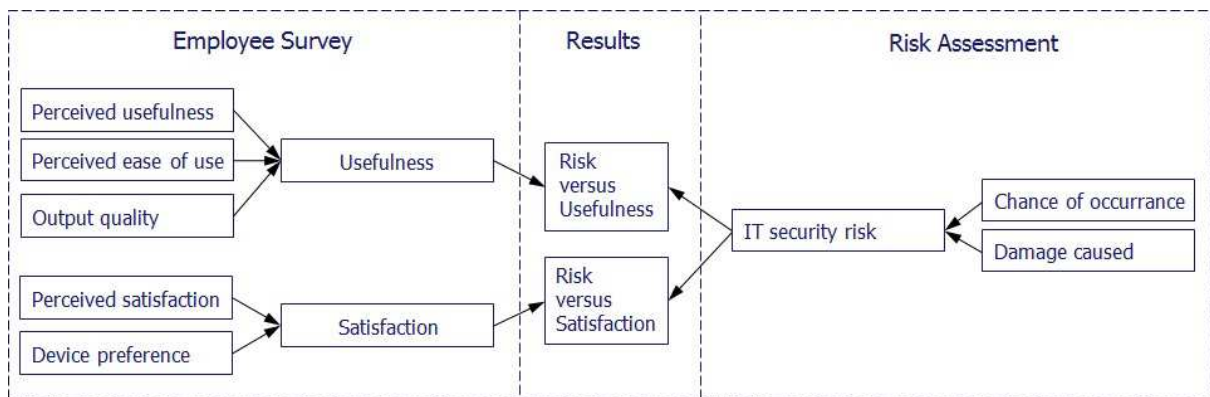 Employee Survey
Results
Risk Assessment
Perceived usefulness
Perceived ease of use
Output quality
Usefulness
Perceived satisfaction
Device preference
Satisfaction
Risk
versus
Usefulness
Risk
versus
Satisfaction
IT security risk
Chance of occurrance
Damage caused